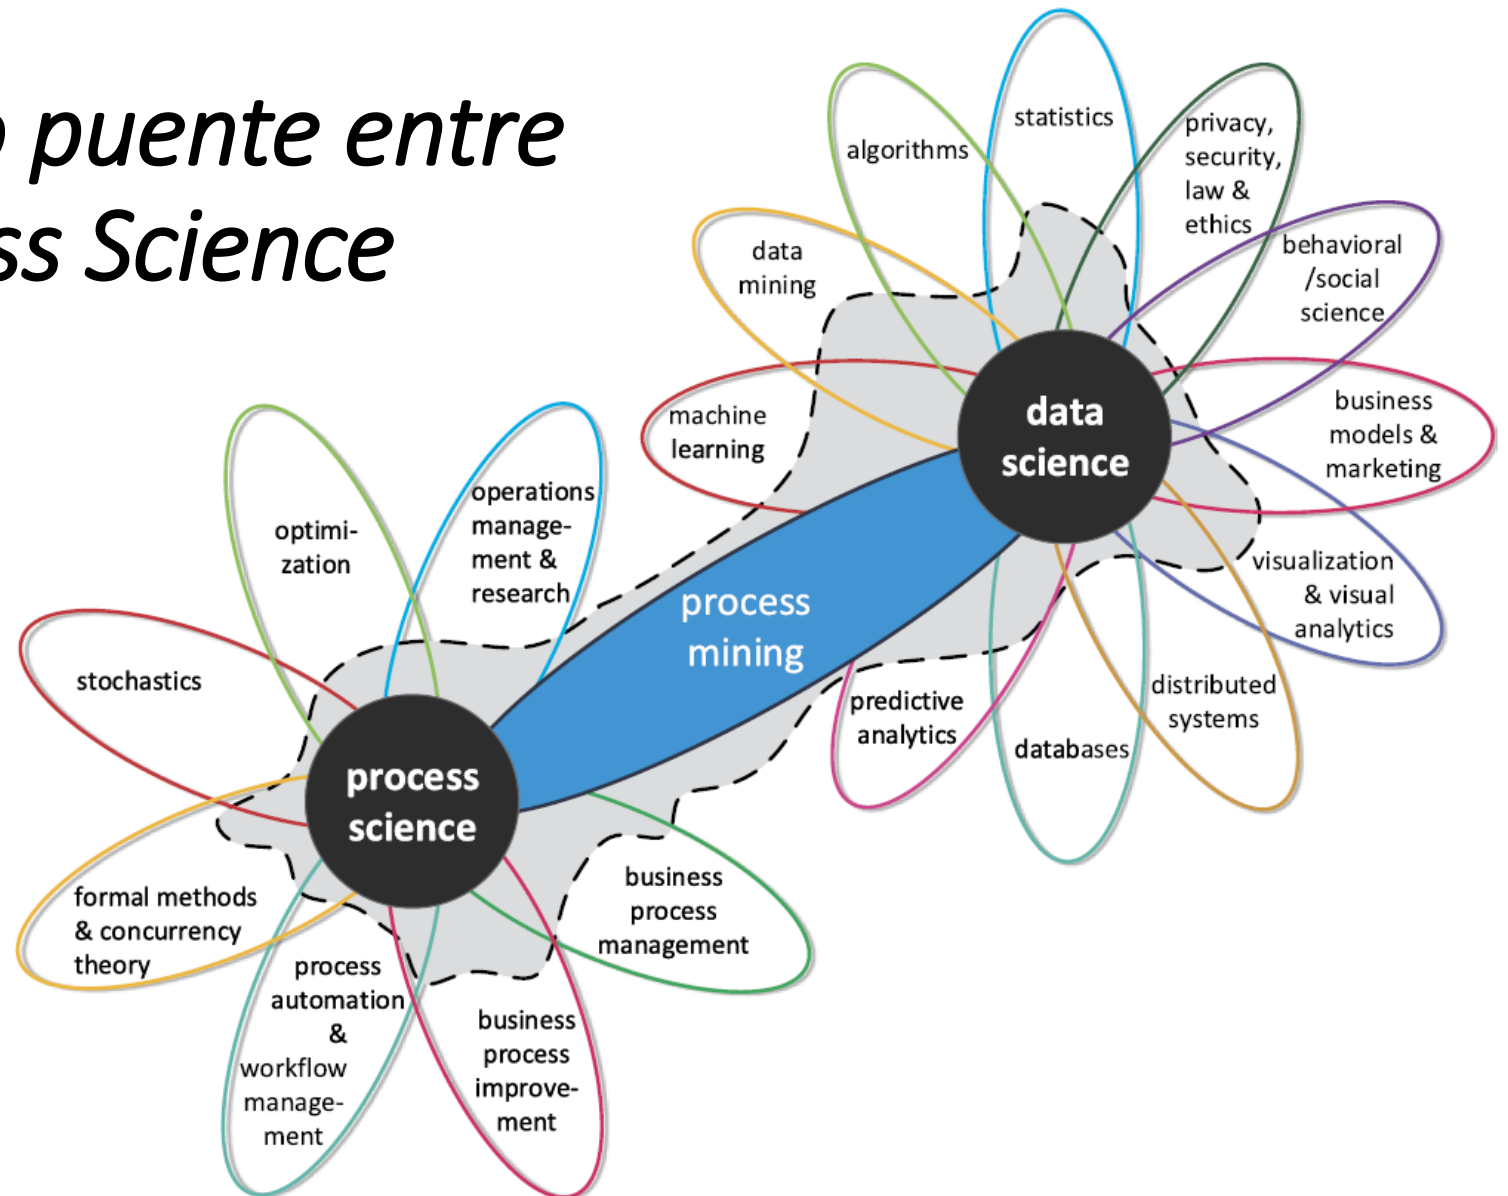 puente entre
Science
statistics
algorithms
privacy,
security,
law &
ethics
data
mining
behavioral
/social
science
machine
learning
data
science
business
models &
marketing
visualization
& visual
analytics
distributed
systems
databases
predictive
analytics
process
mining
operations
manage-
ment &
research
optimi-
zation
stochastics
process
science
formal methods
& concurrency
theory
process
automation
&
workflow
manage-
ment
business
process
improve-
ment
business
process
management